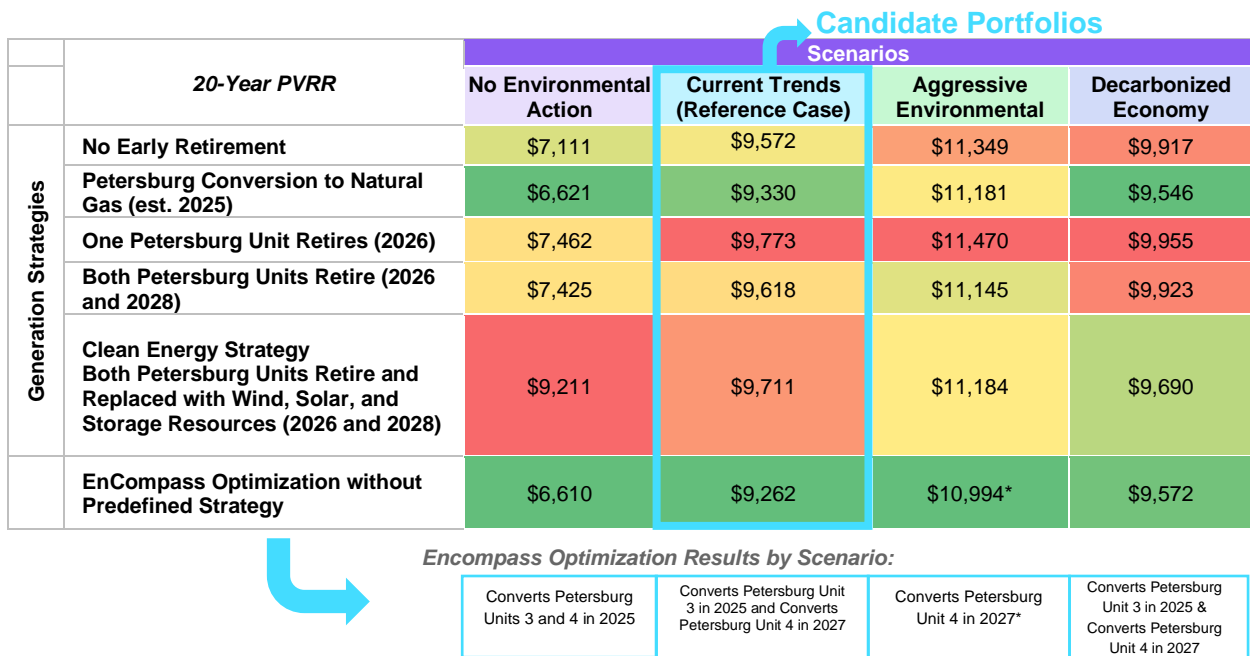 Candidate Portfolios
Scenarios
20-Year PVRR
No Environmental
Action
Current Trends
(Reference Case)
Aggressive
Environmental
Decarbonized
Economy
Generation Strategies
No Early Retirement
$7,111
$9,572
$11,349
$9,917
Petersburg Conversion to Natural
Gas (est. 2025)
$6,621
$9,330
$11,181
$9,546
One Petersburg Unit Retires (2026)
$7,462
$9,773
$11,470
$9,955
Both Petersburg Units Retire (2026
and 2028)
$7,425
$9,618
$11,145
$9,923
Clean Energy Strategy
Both Petersburg Units Retire and
Replaced with Wind, Solar, and
Storage Resources (2026 and 2028)
$9,211
$9,711
$11,184
$9,690
EnCompass Optimization without
Predefined Strategy
$6,610
$9,262
$10,994*
$9,572
Encompass Optimization Results by Scenario:
Converts Petersburg
Units 3 and 4 in 2025
Converts Petersburg Unit
3 in 2025 and Converts
Petersburg Unit 4 in 2027
Converts Petersburg
Unit 4 in 2027*
Converts Petersburg
Unit 3 in 2025 &
Converts Petersburg
Unit 4 in 2027